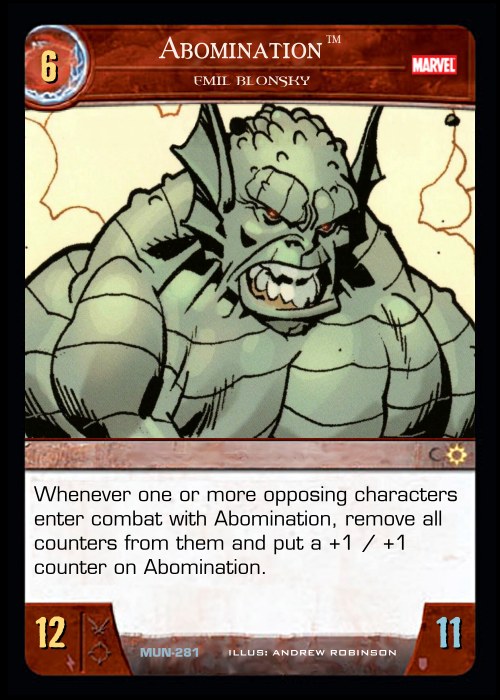 6
ABOMINATION™
EMIL BLONSKY
MARVEL
Whenever one or more opposing characters
enter combat with Abomination, remove all
counters from them and put a +1 / +1
counter on Abomination.
12
MUN-281
ILLUS: ANDREW ROBINSON
11